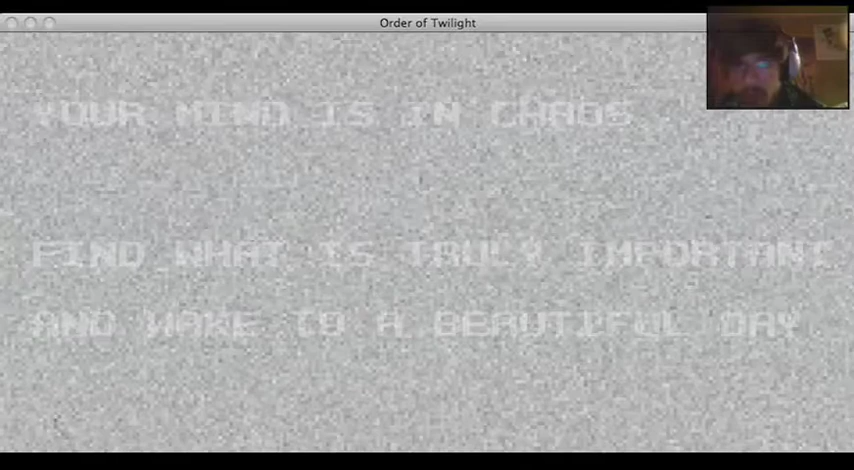 Order of Twilight
YOUR MIND IS IN CHAOS
FIND WHAT IS TRULY IMPORTANT
AND WAKE TO A BEAUTIFUL DAY